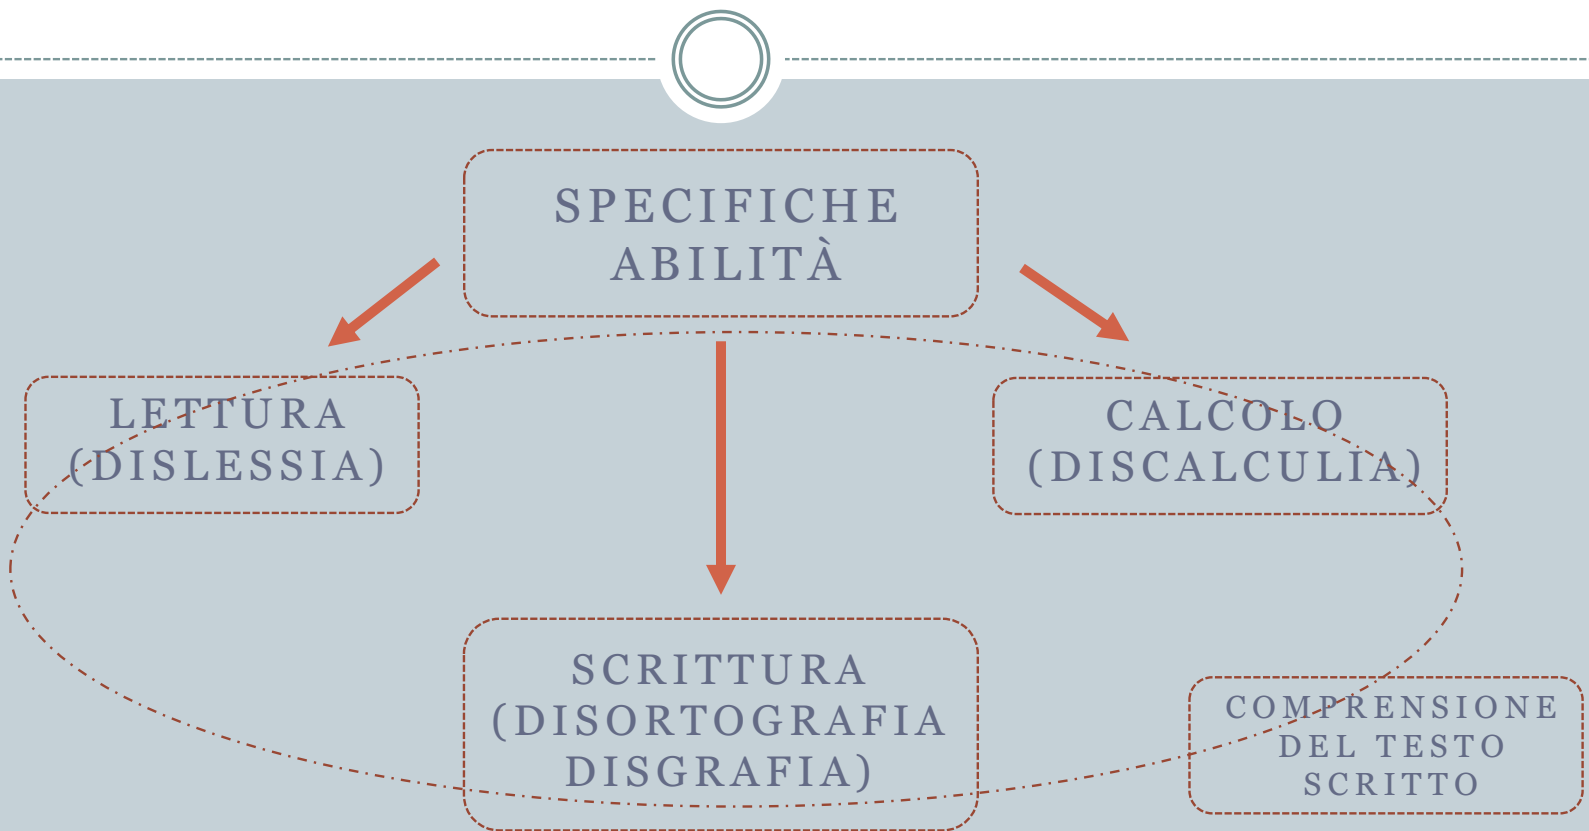 SPECIFICHE
ABILITÀ
LETTURA
(DISLESSIA)
CALCOLO
(DISCALCULIA)
SCRITTURA
(DISORTOGRAFIA
DISGRAFIA)
COMPRENSIONE
DEL TESTO
SCRITTO